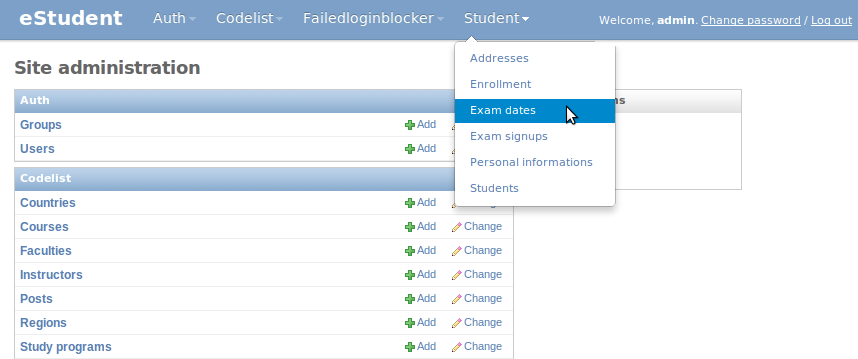 eStudent Auth Codelist Failedloginblocker Student Welcome, admin. Change password / Log out
Site administration
Addresses
Enrollment
Exam dates
Exam signups
Personal informations
Students
Auth
Groups Add
Users Add
Codelist
Countries Add
Courses Add Change
Faculties Add Change
Instructors Add Change
Posts Add Change
Regions Add Change
Study programs Add Change